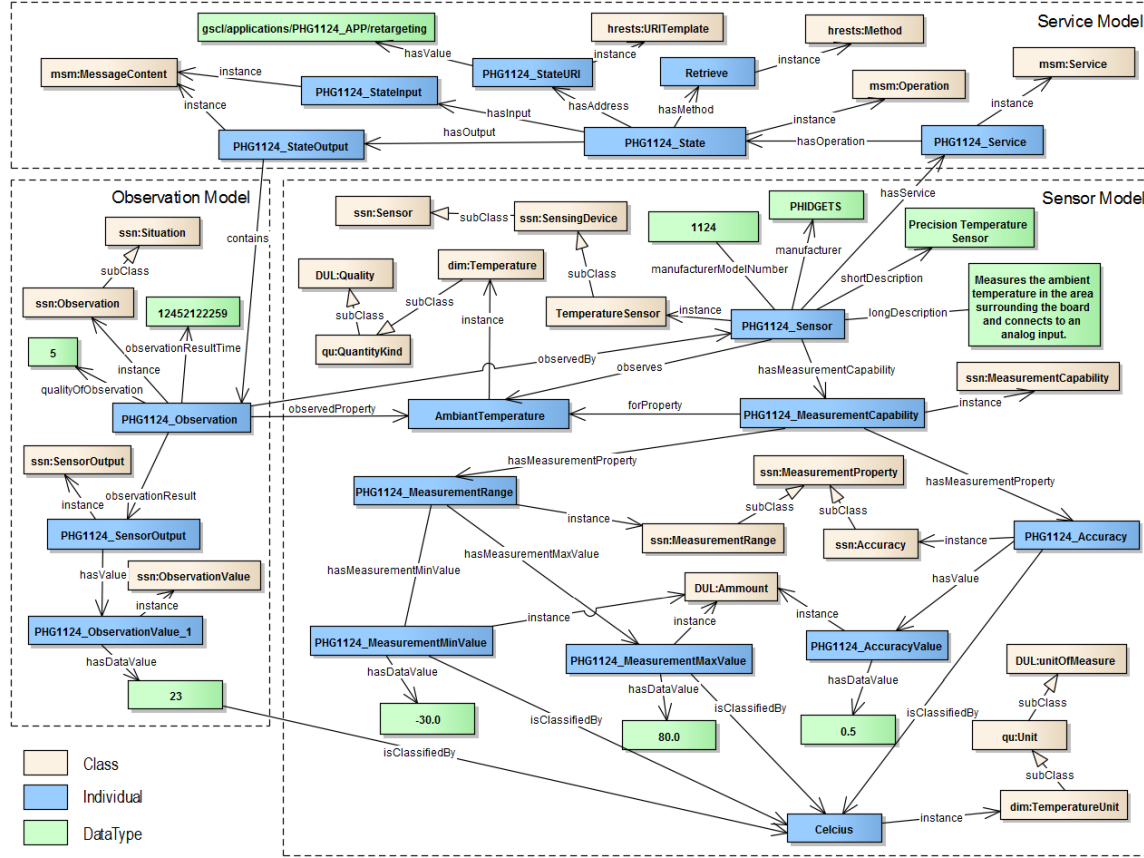 Service Model
gscl/applications/PHG1124_APP/retargeting
hrests:URITemplate
hrests:Method
hasValue
instance
msm:MessageContent
instance
PHG1124_StateURI
Retrieve
instance
msm:Service
PHG1124_StateInput
hasAddress
hasMethod
instance
msm:Operation
instance
instance
hasInput
hasOutput
PHG1124_StateOutput
PHG1124_State
hasOperation
PHG1124_Service
Observation Model
Sensor Model
hasService
contains
ssn:Situation
subClass
ssn:Observation
12452122259
observationResultTime
5
instance
qualityOfObservation
PHG1124_Observation
ssn:SensorOutput
observationResult
instance
PHG1124_SensorOutput
hasValue
ssn:ObservationValue
instance
PHG1124_ObservationValue_1
hasDataValue
23
ssn:Sensor
subClass
ssn:SensingDevice
1124
PHIDGETS
Precision Temperature
Sensor
manufacturer
manufacturerModelNumber
shortDescription
DUL:Quality
dim:Temperature
subClass
subClass
subClass
Measures the ambient
temperature in the area
surrounding the board
and connects to an
analog input.
TemperatureSensor
instance
PHG1124_Sensor
longDescription
instance
qu:QuantityKind
observedBy
observes
hasMeasurementCapability
ssn:MeasurementCapability
observedProperty
AmbiantTemperature
forProperty
PHG1124_MeasurementCapability
instance
hasMeasurementProperty
ssn:MeasurementProperty
hasMeasurementProperty
PHG1124_MeasurementRange
subClass
subClass
instance
ssn:MeasurementRange
ssn:Accuracy
instance
PHG1124_Accuracy
hasMeasurementMaxValue
hasMeasurementMinValue
hasValue
DUL:Ammount
instance
instance
instance
PHG1124_MeasurementMinValue
PHG1124_MeasurementMaxValue
PHG1124_AccuracyValue
DUL:unitOfMeasure
hasDataValue
hasDataValue
hasDataValue
subClass
-30.0
isClassifiedBy
80.0
isClassifiedBy
0.5
isClassifiedBy
qu:Unit
isClassifiedBy
subClass
Celcius
instance
dim:TemperatureUnit
Class
Individual
DataType